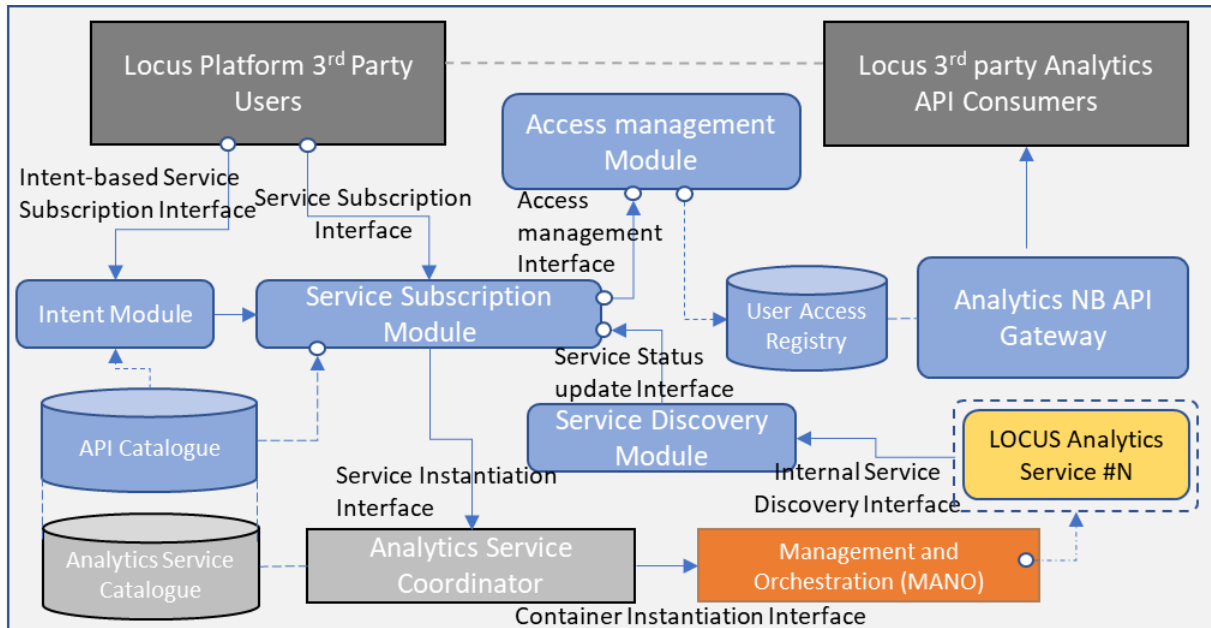 Locus Platform 3rd Party
Users
Locus 3rd party Analytics
API Consumers
Access management
Module
Intent-based Service
Subscription Interface
Service Subscription
Interface
Access
management
Interface
Intent Module
Service Subscription
Module
User Access
Registry
Analytics NB API
Gateway
Service Status
update Interface
API Catalogue
Service Discovery
Module
LOCUS Analytics
Service #N
Internal Service
Discovery Interface
Service Instantiation
Interface
Analytics Service
Catalogue
Analytics Service
Coordinator
Management and
Orchestration (MANO)
Container Instantiation Interface